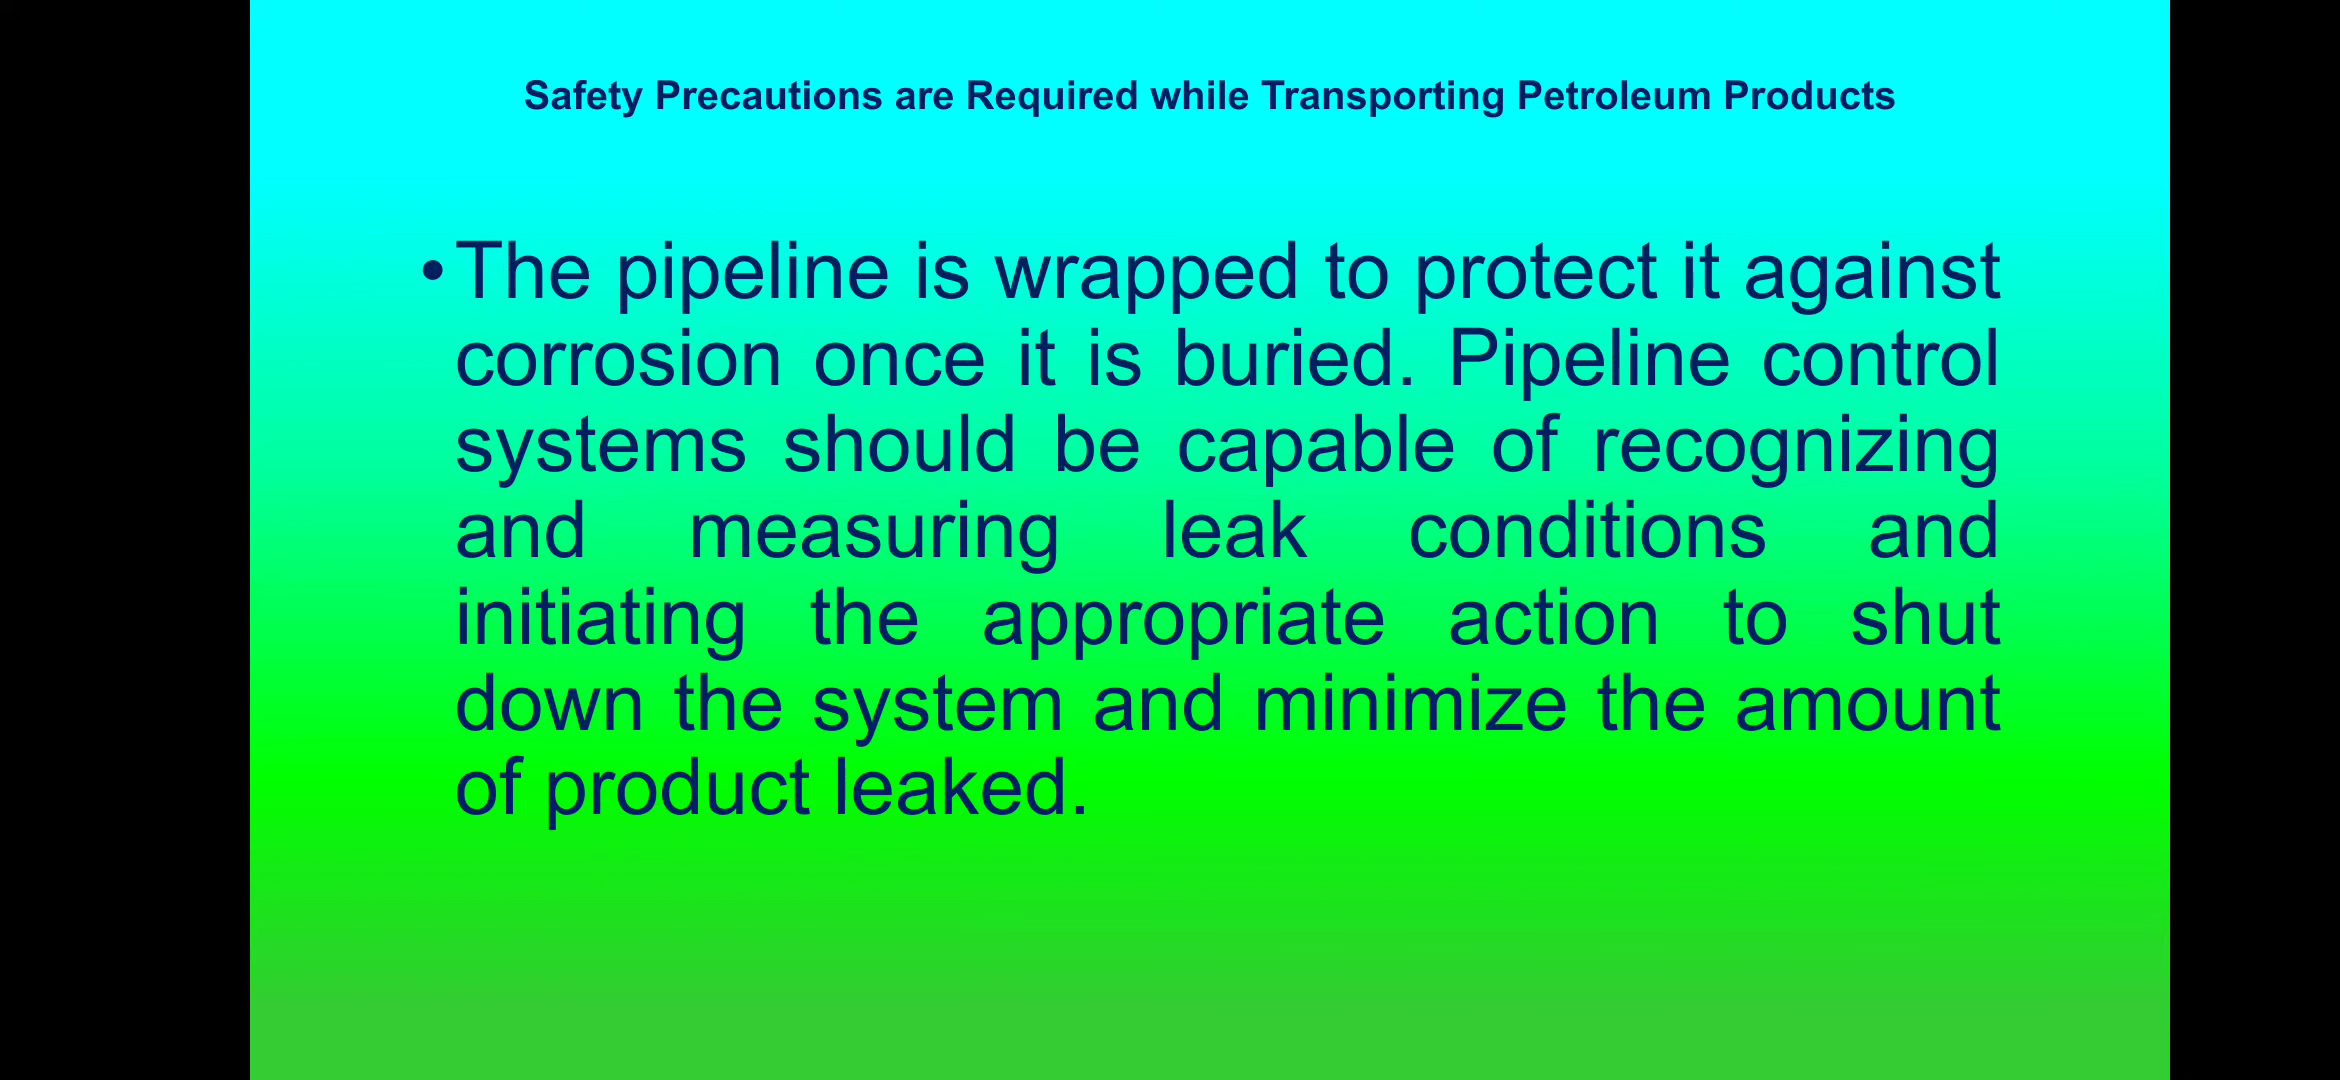 Safety Precautions are Required while Transporting Petroleum Products
•The pipeline is wrapped to protect it against
corrosion once it is buried. Pipeline control
systems should be capable of recognizing
and measuring leak conditions and
initiating the appropriate action to shut
down the system and minimize the amount
of product leaked.